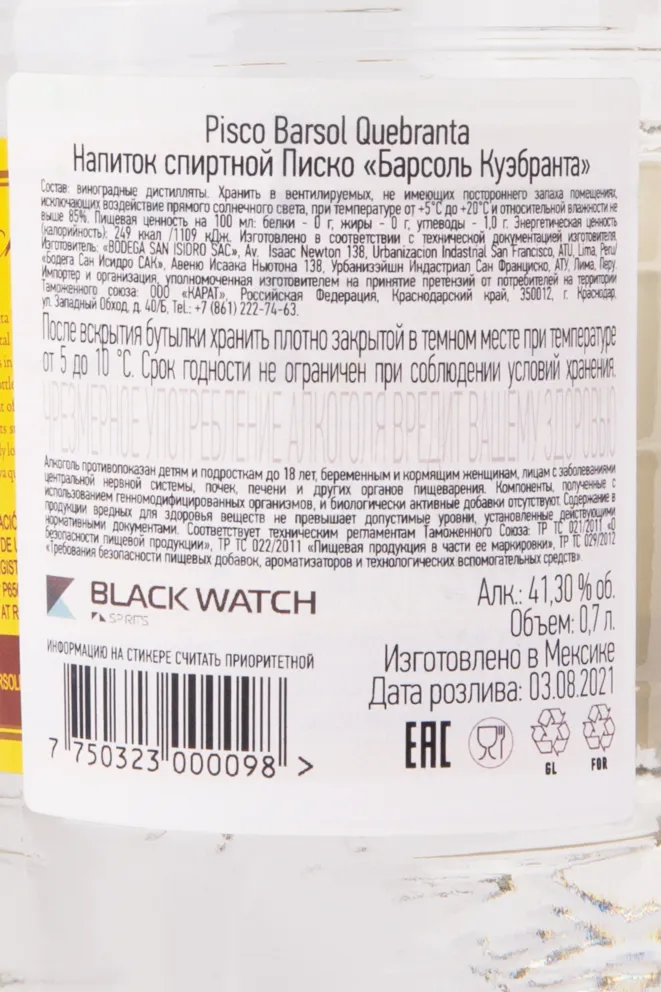 Pisco Barsol Quebranta
Напиток спиртной Писко «Барсоль Куэбранта»
Состав: виноградные дистилляты. Хранить в вентилируемых, не имеющих постороннего запаха помещениях,
исключающих воздействие прямого солнечного света, при температуре от +5°С до +20°С и относительной влажности не
выше 85%. Пищевая ценность на 100 мл: белки - 0 г, жиры - 0 г, углеводы - 1,0 г. Энергетическая ценность
(калорийность): 249 ккал /1109 кДж. Изготовлено в соответствии с технической документацией изготовителя.
Изготовитель: «BODEGA SAN ISIDRO SAC», Av. Isaac Newton 138, Urbanizacion Indastrial San Francisco, ATU, Lima, Peru/
«Бодега Сан Исидро САК», Авеню Исаака Ньютона 138, Урбанизэйшн Индастриал Сан Франциско, АТУ, Лима, Перу.
Импортер и организация, уполномоченная изготовителем на принятие претензий от потребителей на территории
Таможенного союза: ООО «КАРАТ», Российская Федерация, Краснодарский край, 350012, г. Краснодар,
ул. Западный Обход, д. 40/Б, Tel.: +7 (861) 222-74-63.
После вскрытия бутылки хранить плотно закрытой в темном месте при температуре
от 5 до 10 °С. Срок годности не ограничен при соблюдении условий хранения.
ЧРЕЗМЕРНОЕ УПОТРЕБЛЕНИЕ АЛКОГОЛЯ ВРЕДИТ ВАШЕМУ ЗДОРОВЬЮ
Алкоголь противопоказан детям и подросткам до 18 лет, беременным и кормящим женщинам, лицам с заболеваниями
центральной нервной системы, почек, печени и других органов пищеварения. Компоненты, полученные с
использованием генномодифицированных организмов, и биологически активные добавки отсутствуют. Содержание в
продукции вредных для здоровья веществ не превышает допустимые уровни, установленные действующими
нормативными документами. Соответствует техническим регламентам Таможенного Союза: ТР ТС 021/2011 «О
безопасности пищевой продукции», ТР ТС 022/2011 «Пищевая продукция в части ее маркировки», ТР ТС 029/2012
«Требования безопасности пищевых добавок, ароматизаторов и технологических вспомогательных средств».
BLACK WATCH
SPIRITS
Алк.: 41,30 % об.
Объем: 0,7 л.
Изготовлено в Мексике
Дата розлива: 03.08.2021
ИНФОРМАЦИЮ НА СТИКЕРЕ СЧИТАТЬ ПРИОРИТЕТНОЙ
7 750323 000098 >
EAC
GL
FOR